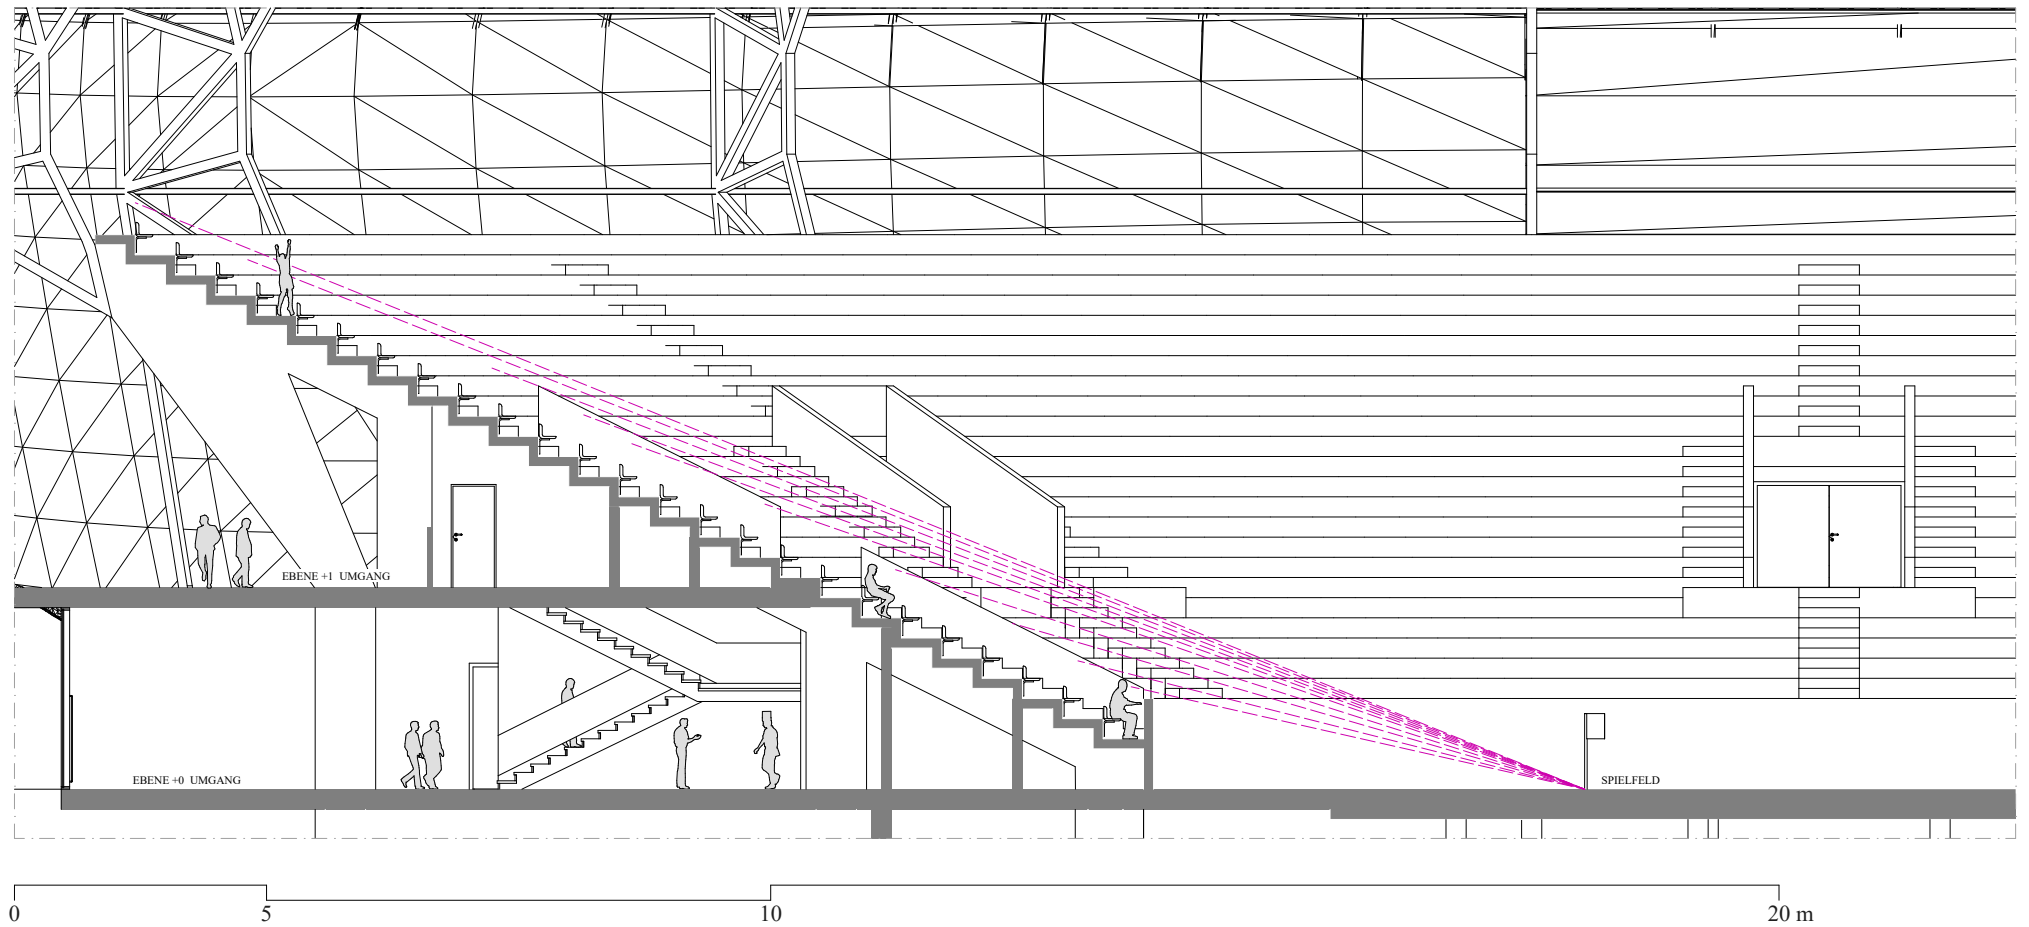 EBENE +1 UMGANG
EBENE +0 UMGANG
SPIELFELD
0 5 10 20 m